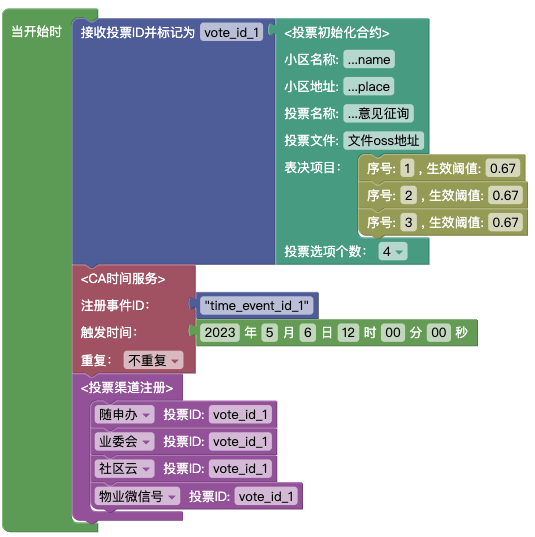 当开始时 接收投票ID并标记为 vote_id_1 <投票初始化合约>
小区名称: ...name
小区地址: ...place
投票名称: ...意见征询
投票文件: 文件oss地址
表决项目: 序号: 1 , 生效阈值: 0.67
序号: 2 , 生效阈值: 0.67
序号: 3 , 生效阈值: 0.67
投票选项个数: 4
<CA时间服务>
注册事件ID: "time_event_id_1"
触发时间: 2023 年 5 月 6 日 12 时 00 分 00 秒
重复: 不重复
<投票渠道注册>
随申办 投票ID: vote_id_1
业委会 投票ID: vote_id_1
社区云 投票ID: vote_id_1
物业微信号 投票ID: vote_id_1